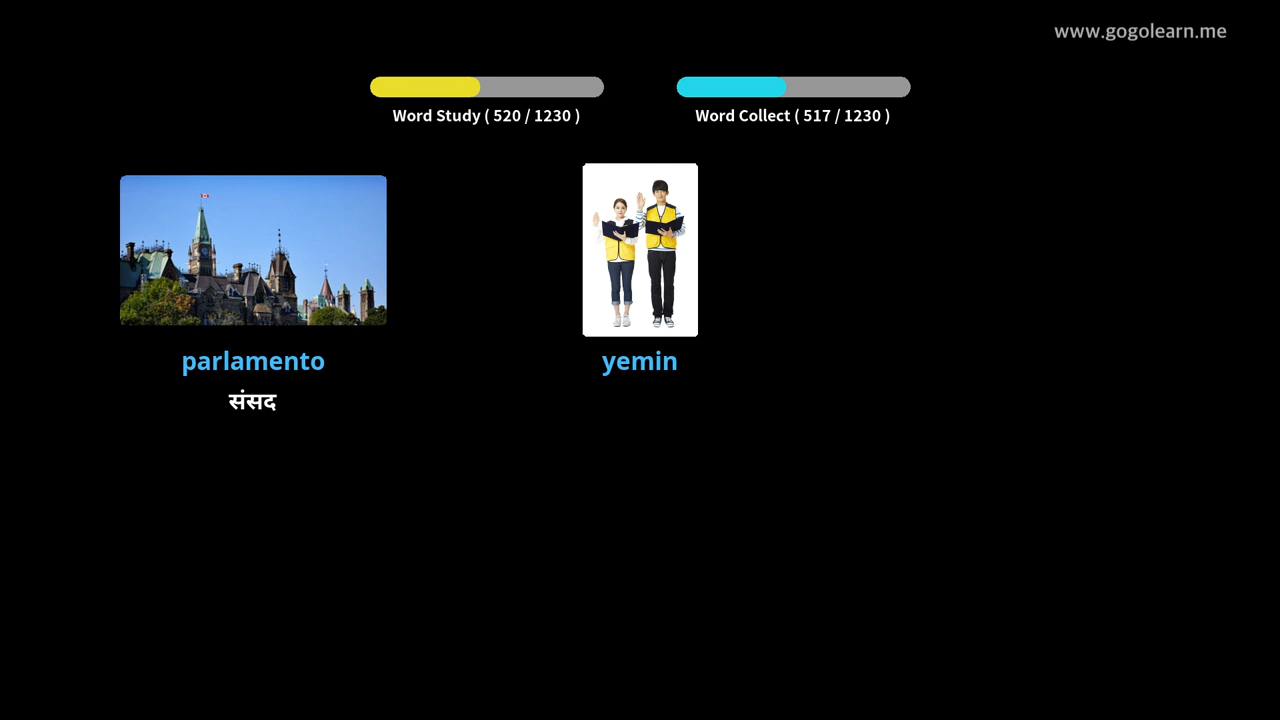 www.gogolearn.me
Word Study ( 520 / 1230 )
Word Collect ( 517 / 1230 )
parlamento
संसद
yemin